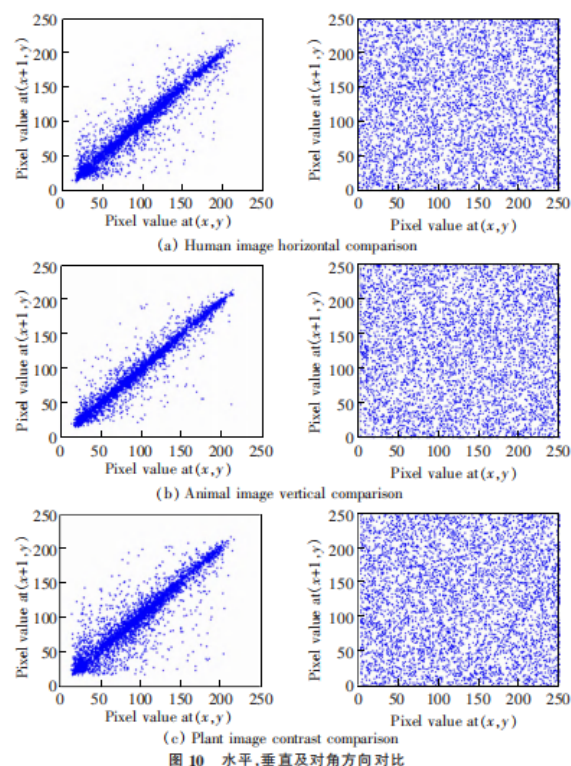 250
200
150
100
50
0
Pixel value at(x+1,y)
0 50 100 150 200 250
Pixel value at(x,y)
250
200
150
100
50
0
Pixel value at(x+1,y)
0 50 100 150 200 250
Pixel value at(x,y)
(a) Human image horizontal comparison
250
200
150
100
50
0
Pixel value at(x+1,y)
0 50 100 150 200 250
Pixel value at(x,y)
250
200
150
100
50
0
Pixel value at(x+1,y)
0 50 100 150 200 250
Pixel value at(x,y)
(b) Animal image vertical comparison
250
200
150
100
50
0
Pixel value at(x+1,y)
0 50 100 150 200 250
Pixel value at(x,y)
250
200
150
100
50
0
Pixel value at(x+1,y)
0 50 100 150 200 250
Pixel value at(x,y)
(c) Plant image contrast comparison
图 10 水平,垂直及对角方向对比